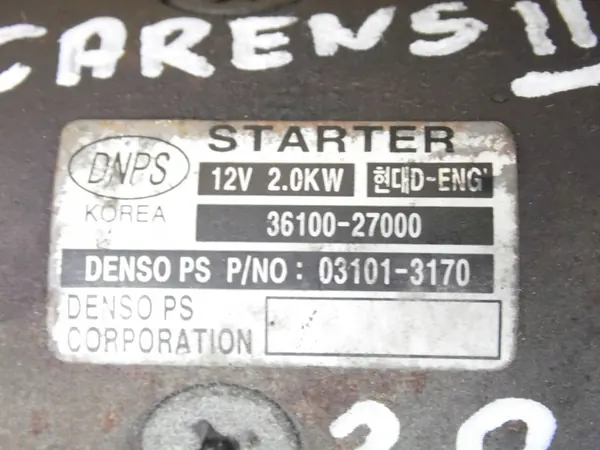 CARENS II
STARTER
DNPS
KOREA
12V 2.0KW 현대D-ENG'
36100-27000
DENSO PS P/NO: 03101-3170
DENSO PS
CORPORATION